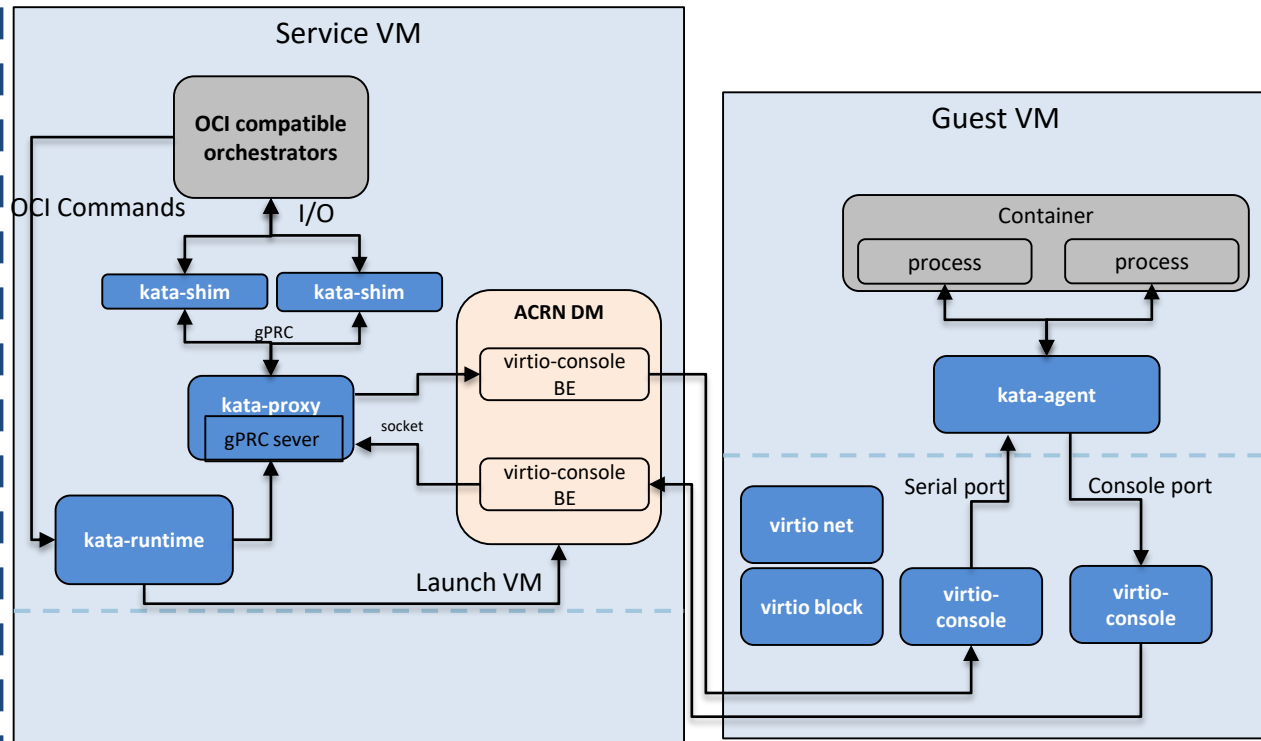 Service VM
OCI compatible
orchestrators
OCI Commands
I/O
kata-shim
kata-shim
gPRC
kata-proxy
gPRC sever
socket
kata-runtime
Launch VM
ACRN DM
virtio-console
BE
virtio-console
BE
Guest VM
Container
process
process
kata-agent
Serial port
Console port
virtio net
virtio block
virtio-
console
virtio-
console